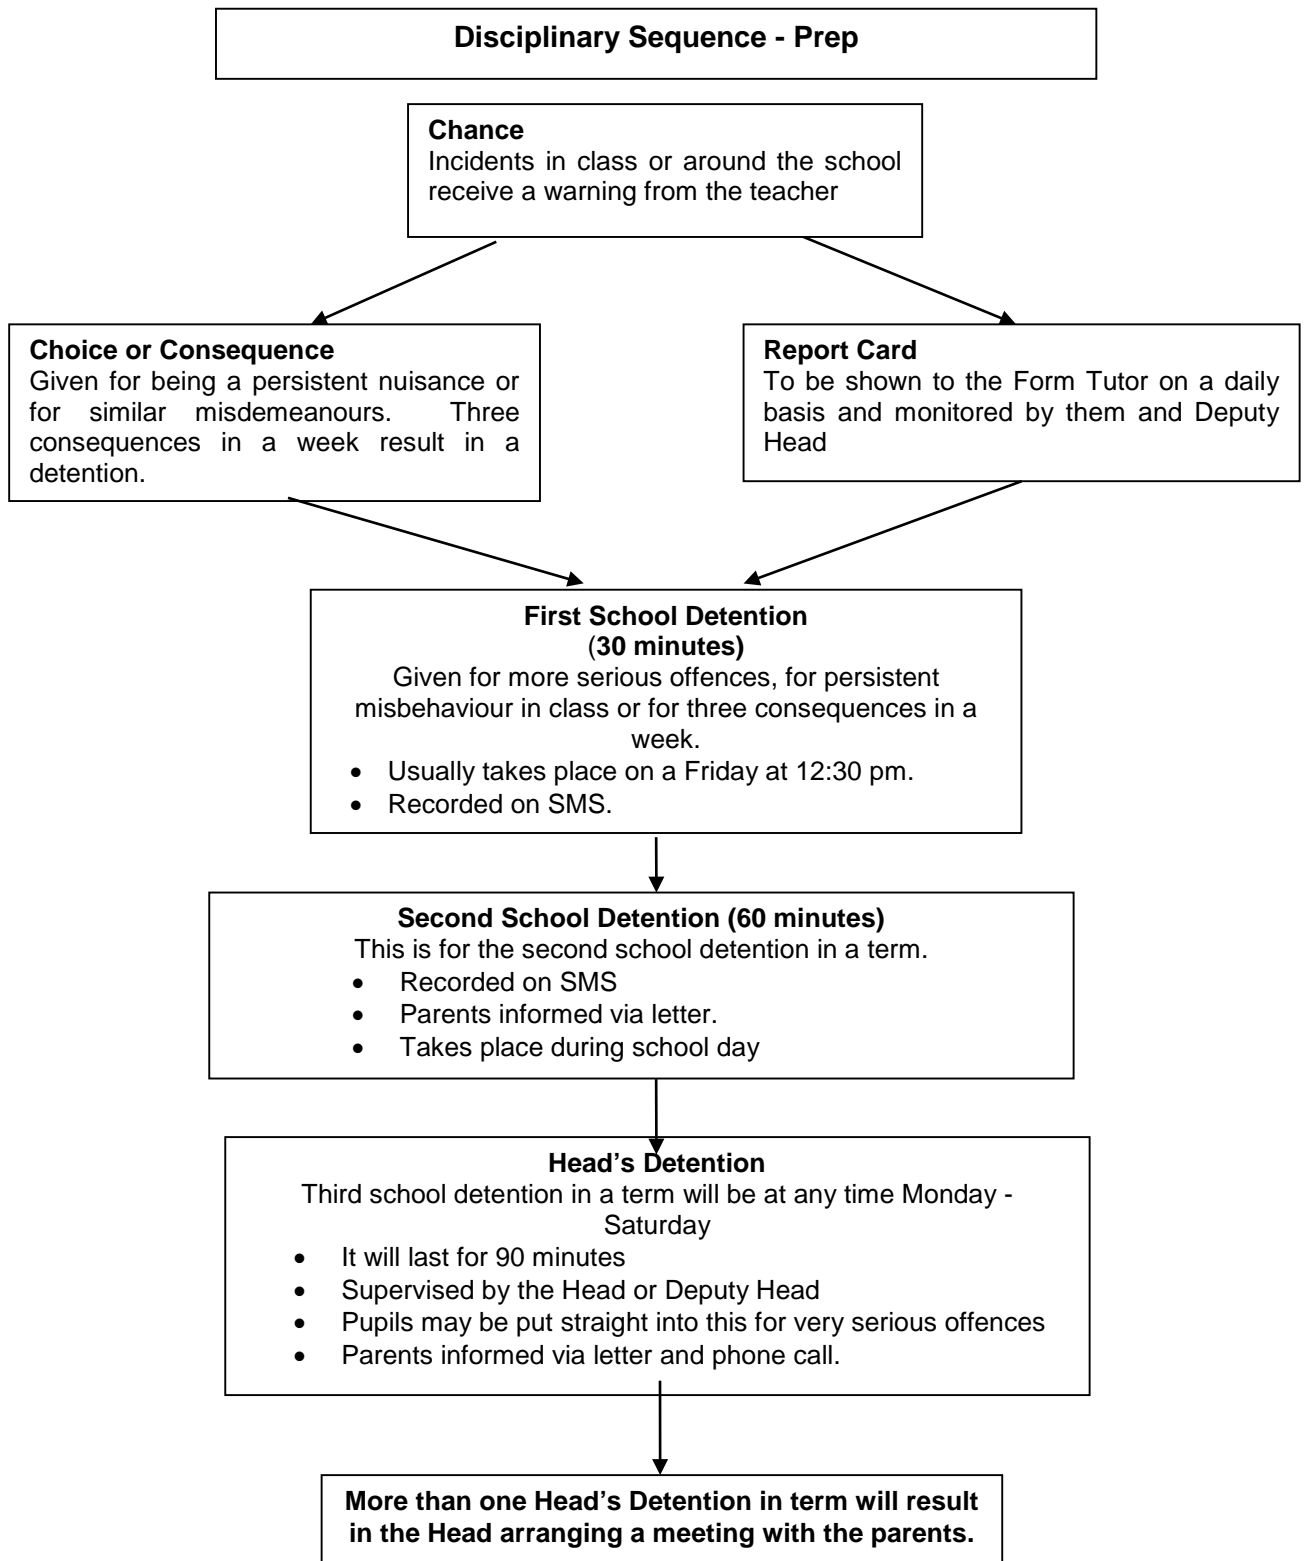 Disciplinary Sequence - Prep
Chance
Incidents in class or around the school
receive a warning from the teacher
Choice or Consequence
Given for being a persistent nuisance or
for similar misdemeanours. Three
consequences in a week result in a
detention.
Report Card
To be shown to the Form Tutor on a daily
basis and monitored by them and Deputy
Head
First School Detention
(30 minutes)
Given for more serious offences, for persistent
misbehaviour in class or for three consequences in a
week.
• Usually takes place on a Friday at 12:30 pm.
• Recorded on SMS.
Second School Detention (60 minutes)
This is for the second school detention in a term.
• Recorded on SMS
• Parents informed via letter.
• Takes place during school day
Head's Detention
Third school detention in a term will be at any time Monday -
Saturday
• It will last for 90 minutes
• Supervised by the Head or Deputy Head
• Pupils may be put straight into this for very serious offences
• Parents informed via letter and phone call.
More than one Head's Detention in term will result
in the Head arranging a meeting with the parents.